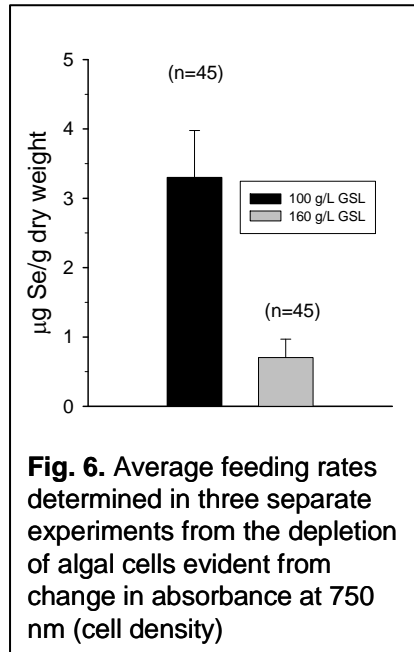 (n=45)
5
4
3
2
1
0
µg Se/g dry weight
100 g/L GSL
160 g/L GSL
(n=45)
Fig. 6. Average feeding rates
determined in three separate
experiments from the depletion
of algal cells evident from
change in absorbance at 750
nm (cell density)